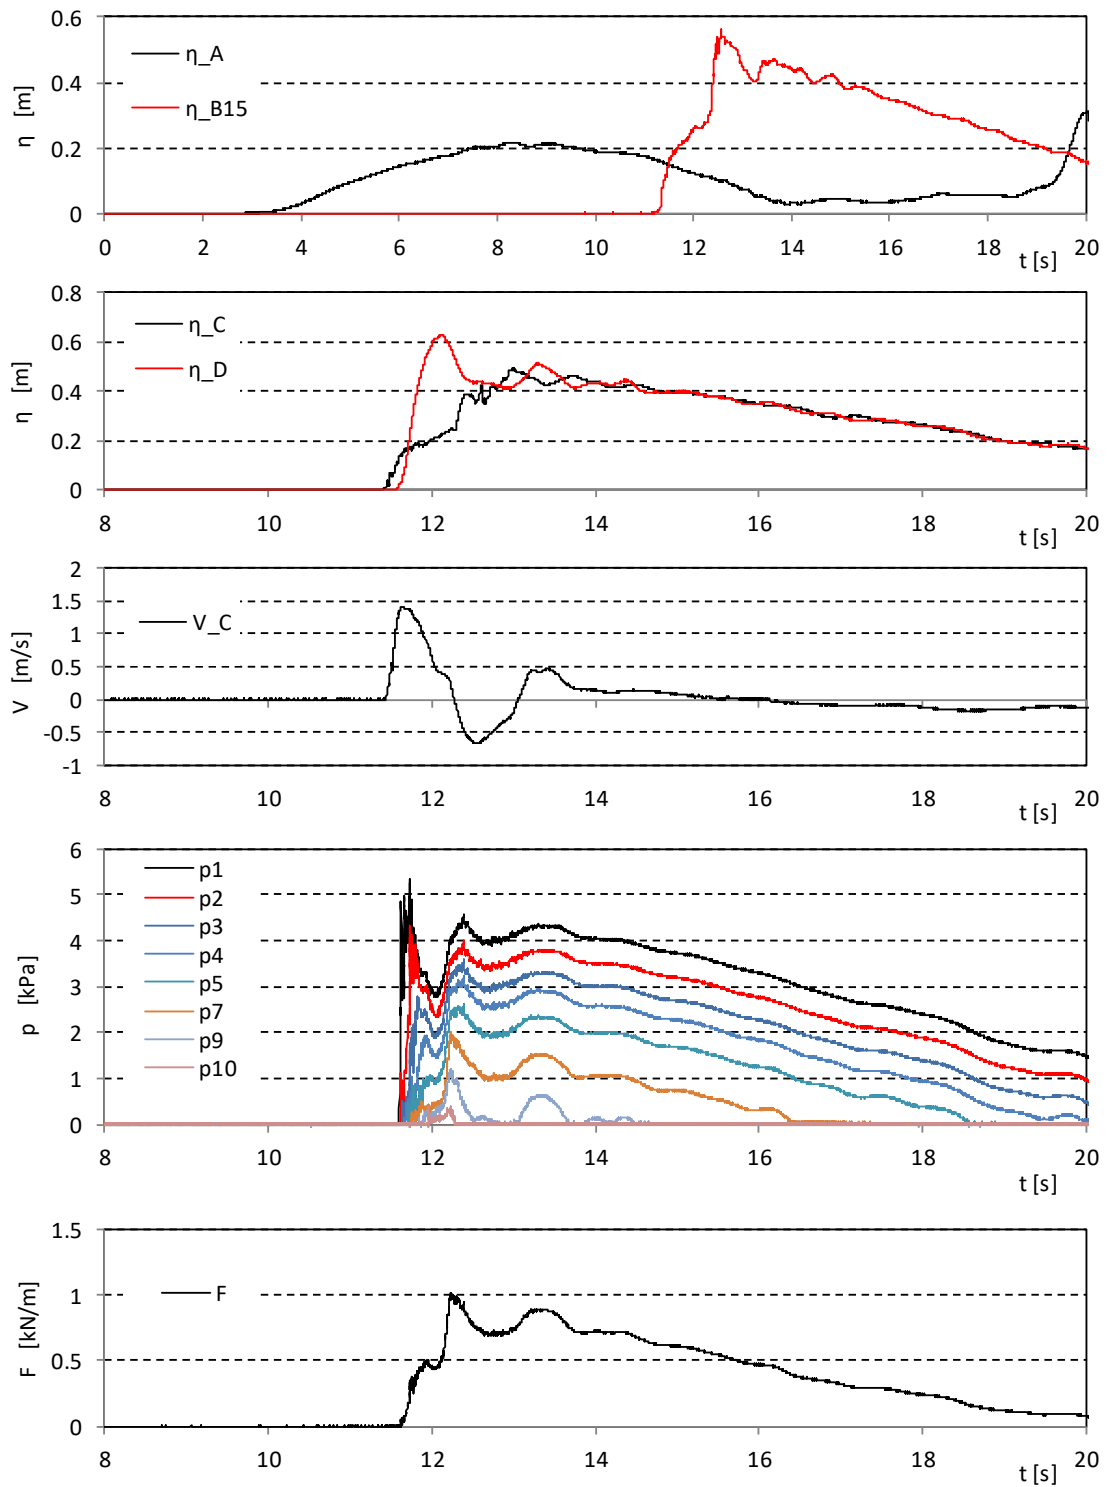 0.6
0.4
0.2
0
η [m]
η_A
η_B15
0 2 4 6 8 10 12 14 16 18 20
t [s]
0.8
0.6
0.4
0.2
0
η [m]
η_C
η_D
8 10 12 14 16 18 20
t [s]
2
1.5
1
0.5
0
-0.5
-1
V [m/s]
V_C
8 10 12 14 16 18 20
t [s]
6
5
4
3
2
1
0
p [kPa]
p1
p2
p3
p4
p5
p7
p9
p10
8 10 12 14 16 18 20
t [s]
1.5
1
0.5
0
F [kN/m]
F
8 10 12 14 16 18 20
t [s]